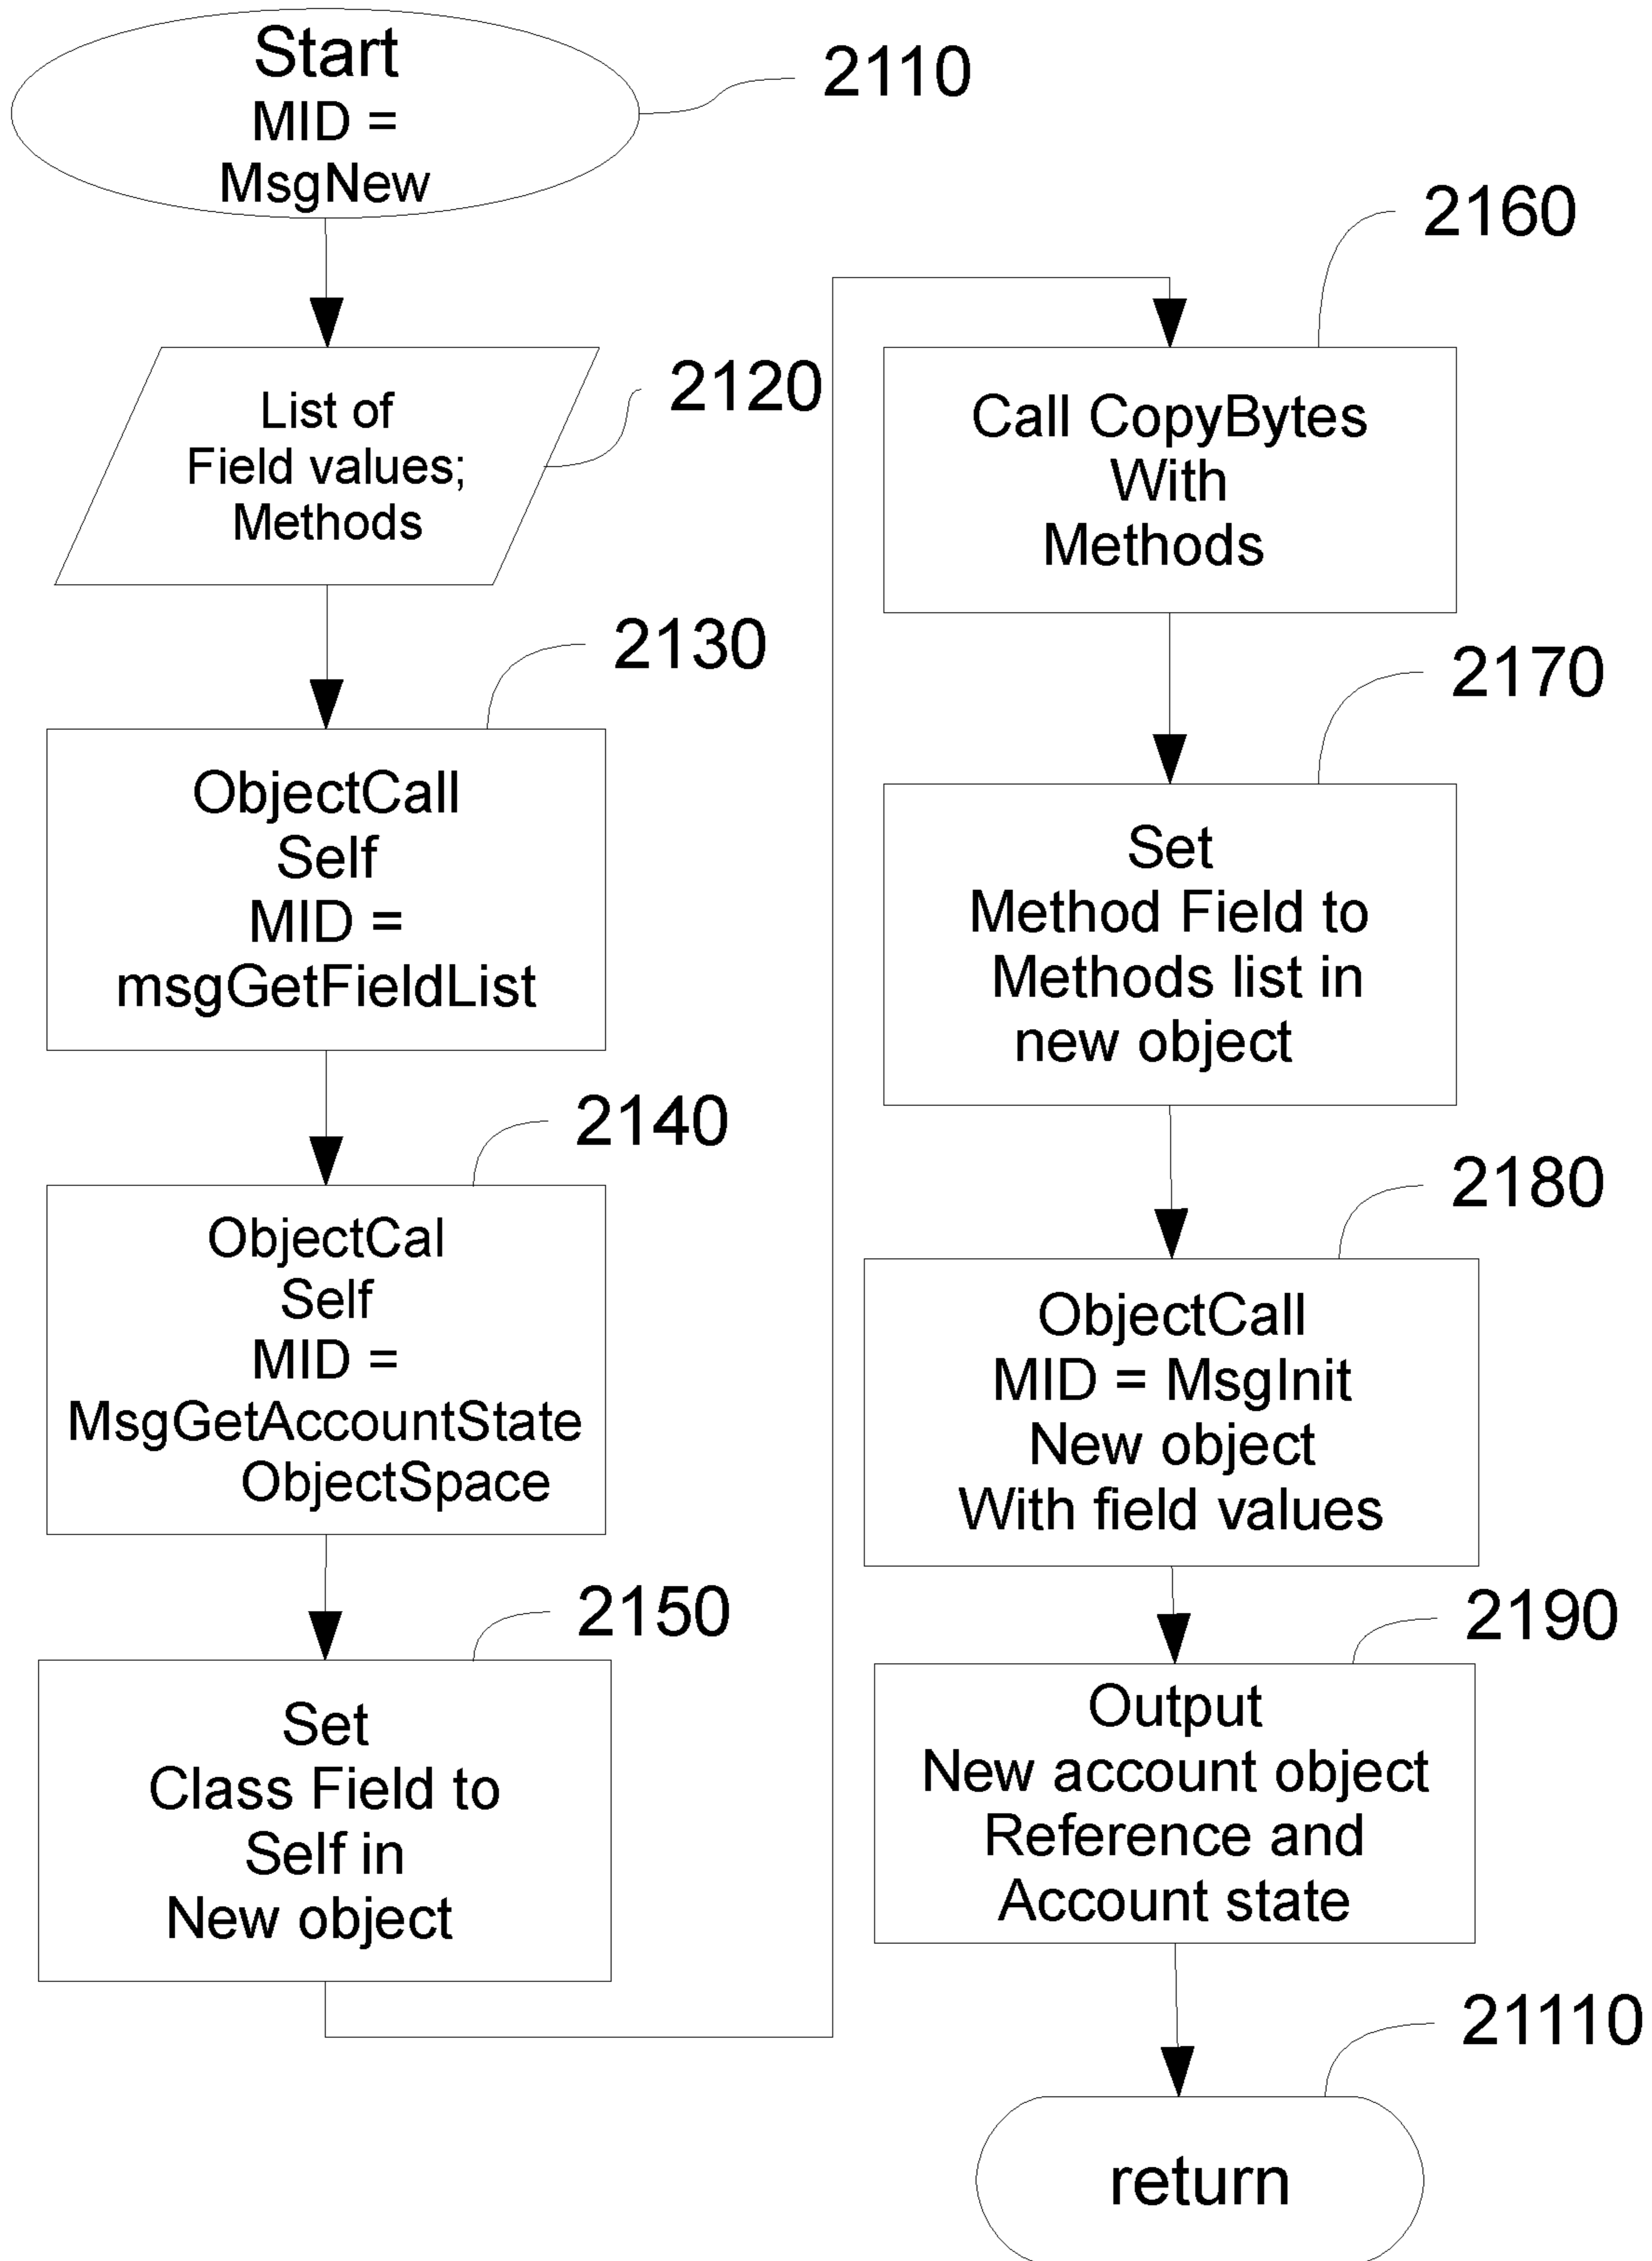 Start
MID =
MsgNew
2110
List of
Field values;
Methods
2120
ObjectCall
Self
MID =
msgGetFieldList
2130
ObjectCal
Self
MID =
MsgGetAccountState
ObjectSpace
2140
Set
Class Field to
Self in
New object
2150
Call CopyBytes
With
Methods
2160
Set
Method Field to
Methods list in
new object
2170
ObjectCall
MID = MsgInit
New object
With field values
2180
Output
New account object
Reference and
Account state
2190
return
21110